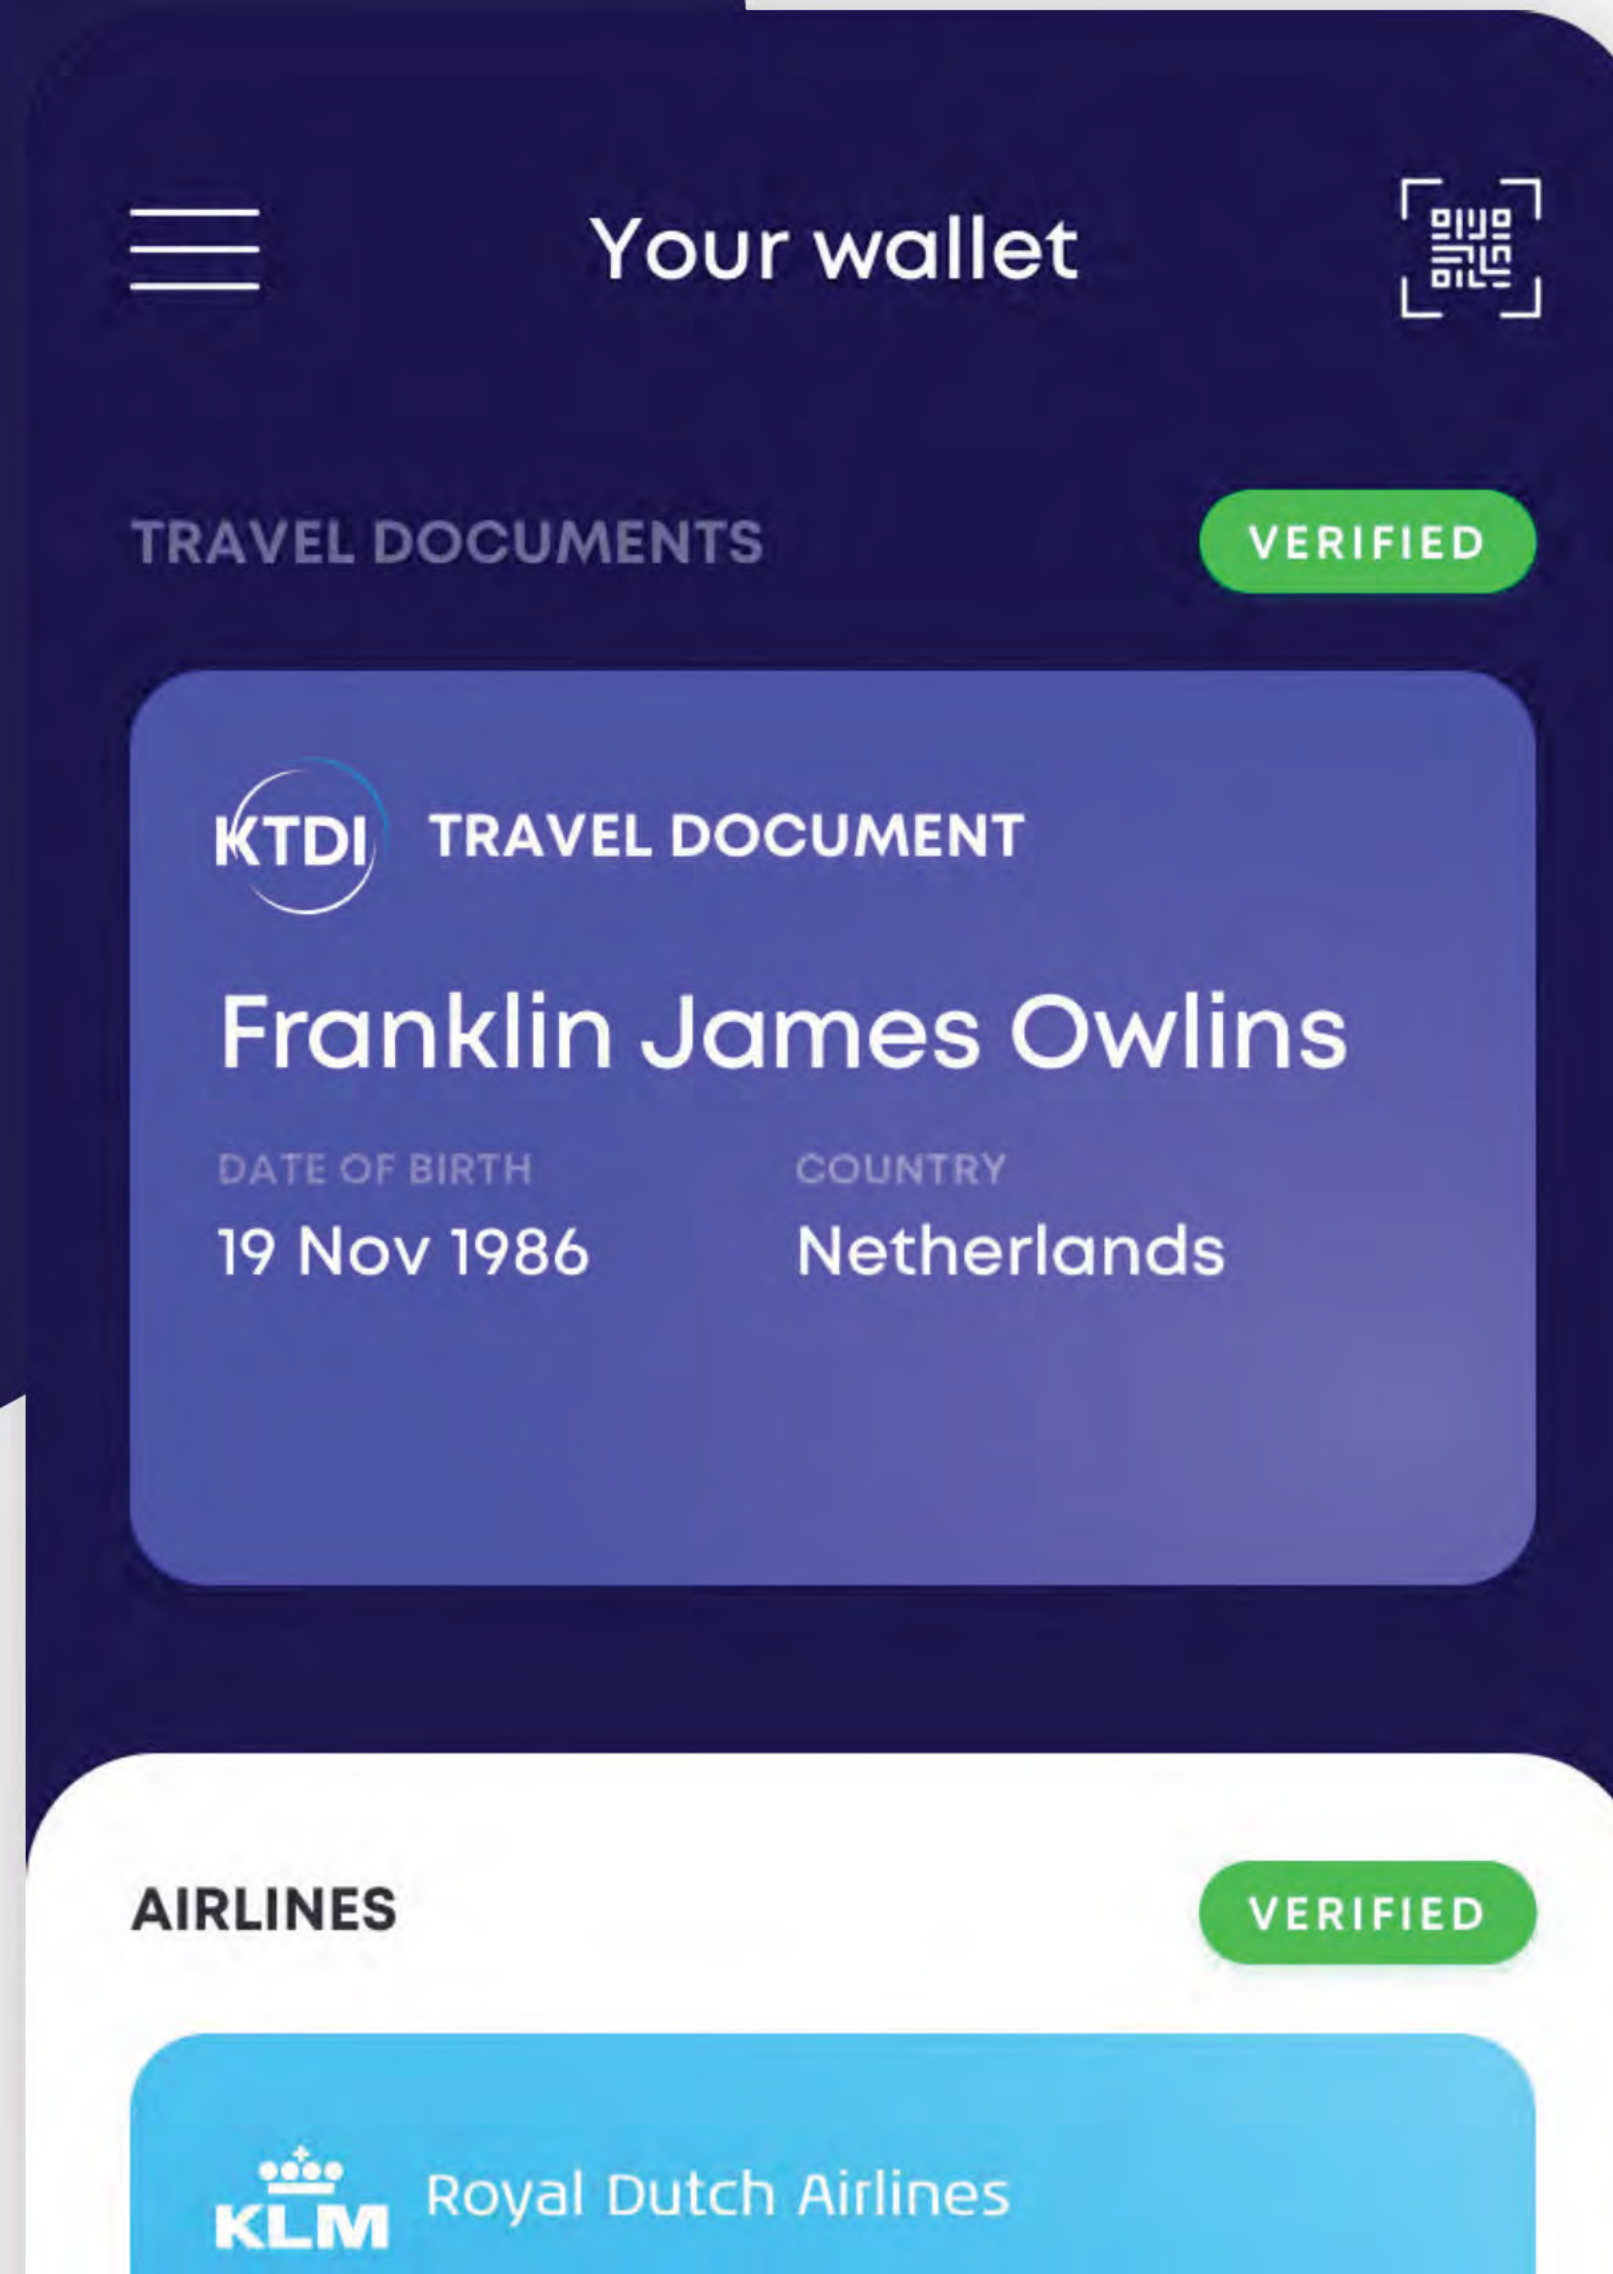 Your wallet
TRAVEL DOCUMENTS
VERIFIED
KTDI
TRAVEL DOCUMENT
Franklin James Owlins
DATE OF BIRTH
COUNTRY
19 Nov 1986
Netherlands
AIRLINES
VERIFIED
KLM
Royal Dutch Airlines